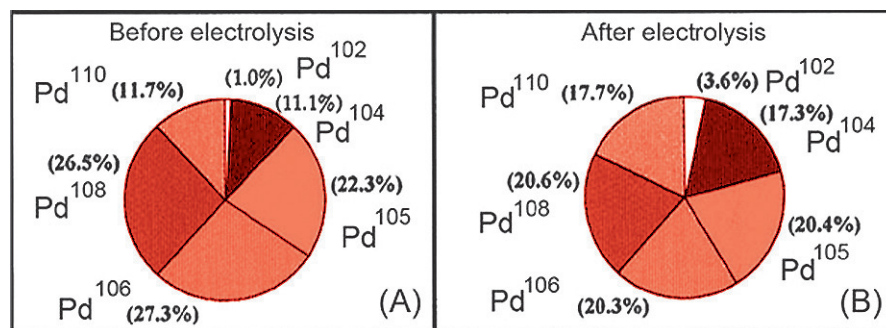 Before electrolysis
Pd102
(1.0%)
Pd104
(11.1%)
Pd105
(22.3%)
Pd106
(27.3%)
Pd108
(26.5%)
Pd110
(11.7%)
(A)
After electrolysis
Pd102
(3.6%)
Pd104
(17.3%)
Pd105
(20.4%)
Pd106
(20.3%)
Pd108
(20.6%)
Pd110
(17.7%)
(B)